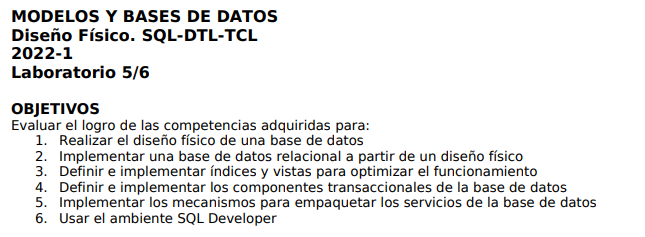 MODELOS Y BASES DE DATOS
Diseño Físico. SQL-DTL-TCL
2022-1
Laboratorio 5/6
OBJETIVOS
Evaluar el logro de las competencias adquiridas para:
1. Realizar el diseño físico de una base de datos
2. Implementar una base de datos relacional a partir de un diseño físico
3. Definir e implementar índices y vistas para optimizar el funcionamiento
4. Definir e implementar los componentes transaccionales de la base de datos
5. Implementar los mecanismos para empaquetar los servicios de la base de datos
6. Usar el ambiente SQL Developer